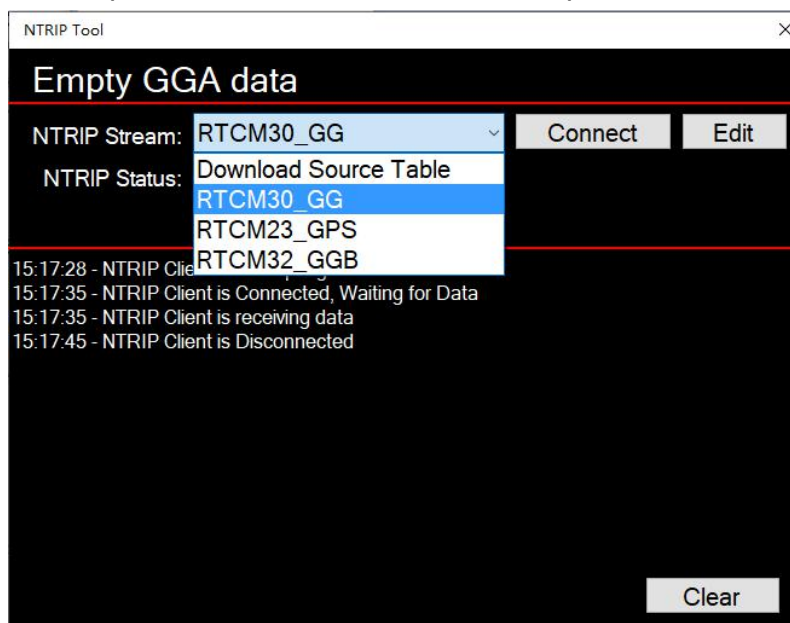 NTRIP Tool
Empty GGA data
NTRIP Stream: RTCM30_GG Connect Edit
NTRIP Status:
Download Source Table
RTCM30_GG
RTCM23_GPS
RTCM32_GGB
15:17:28 - NTRIP Clie
15:17:35 - NTRIP Client is Connected, Waiting for Data
15:17:35 - NTRIP Client is receiving data
15:17:45 - NTRIP Client is Disconnected
Clear